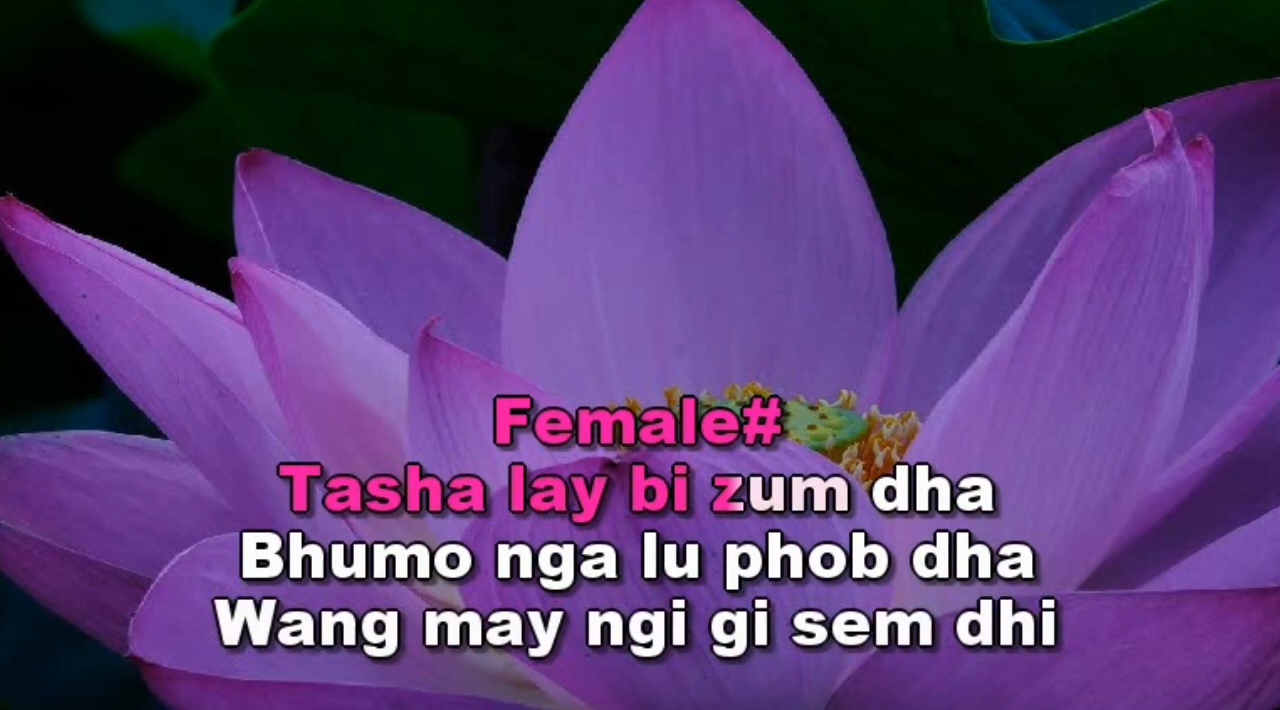 Female#
Tasha lay bi zum dha
Bhumo nga lu phob dha
Wang may ngi gi sem dhi